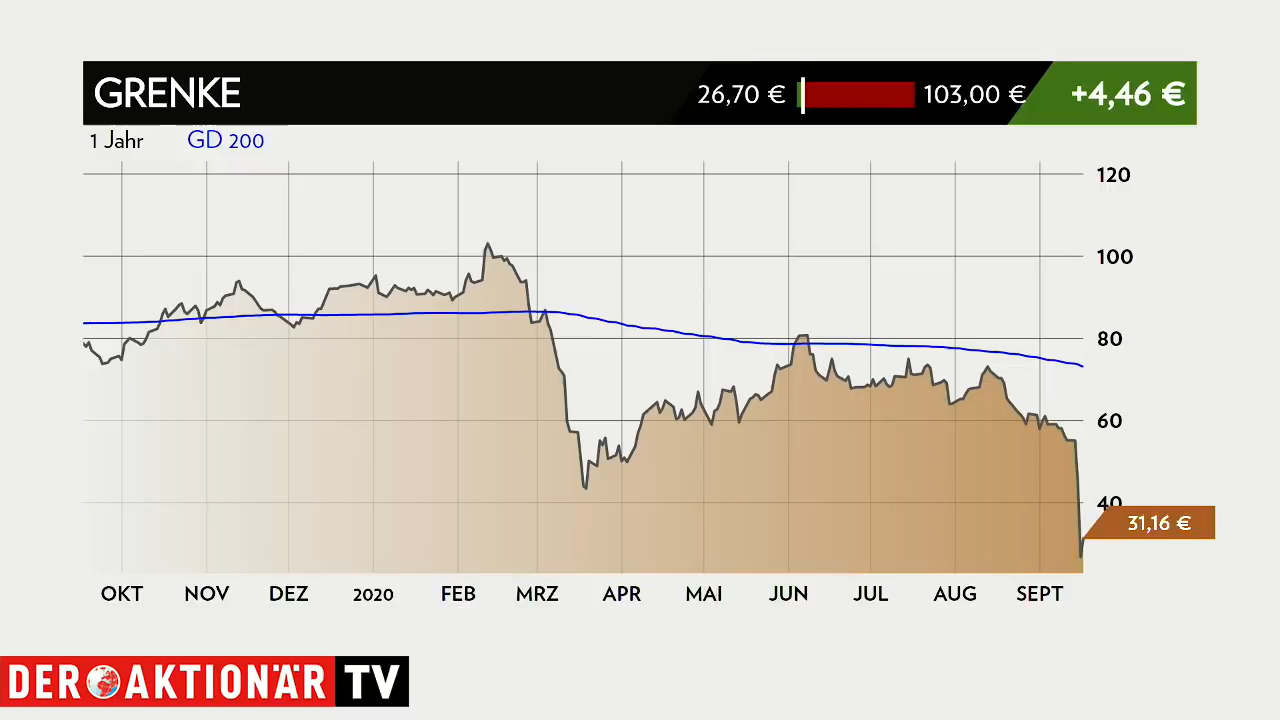 GRENKE 26,70 € 103,00 € +4,46 €
1 Jahr GD 200
120
100
80
60
40
31,16 €
OKT NOV DEZ 2020 FEB MRZ APR MAI JUN JUL AUG SEPT
DER AKTIONÄR TV